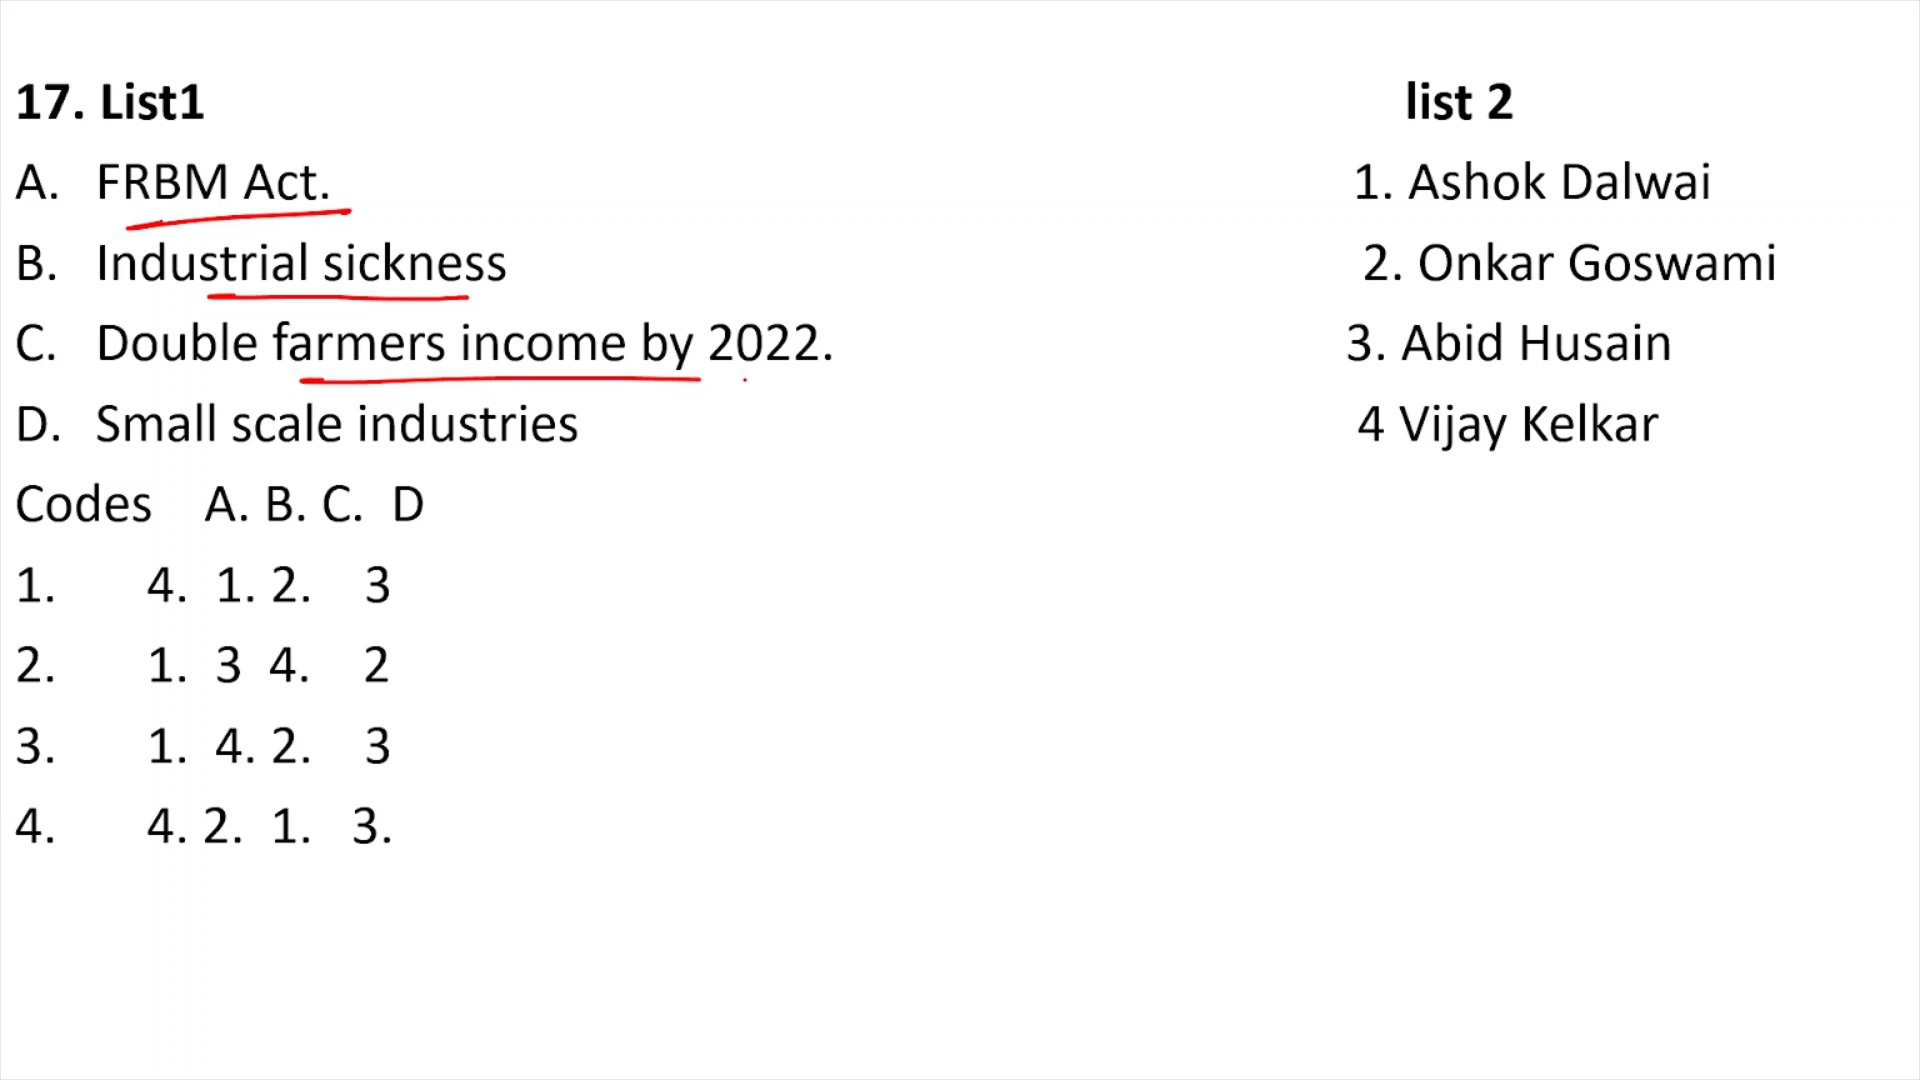 17. List1 list 2
A. FRBM Act. 1. Ashok Dalwai
B. Industrial sickness 2. Onkar Goswami
C. Double farmers income by 2022. 3. Abid Husain
D. Small scale industries 4 Vijay Kelkar
Codes A. B. C. D
1. 4. 1. 2. 3
2. 1. 3 4. 2
3. 1. 4. 2. 3
4. 4. 2. 1. 3.